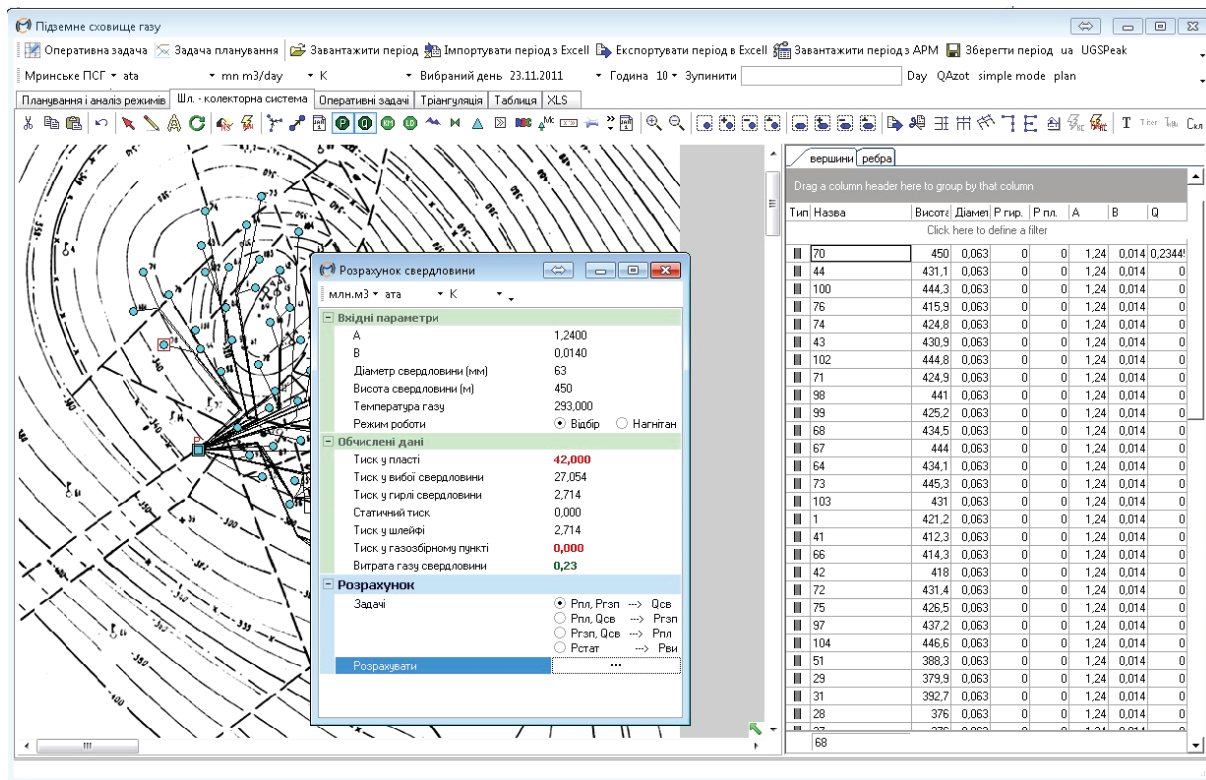 Підземне сховище газу
Оперативна задача Задача планування Завантажити період Імпортувати період з Excell Експортувати період в Excell Завантажити період з АРМ Зберегти період ua UGSPeak
Мринське ПСГ ата mn m3/day K Вибраний день 23.11.2011 Година 10 Зупинити Day QAzot simple mode plan
Планування і аналіз режимів Шл. - колекторна система Оперативні задачі Тріангуляція Таблиця XLS
вершини ребра
Drag a column header here to group by that column
Тип Назва Висота Діамет Р гир. Р пл. А В Q
Click here to define a filter
70 450 0,063 0 0 1,24 0,014 0,2344
44 431,1 0,063 0 0 1,24 0,014 0
100 444,3 0,063 0 0 1,24 0,014 0
76 415,9 0,063 0 0 1,24 0,014 0
74 424,8 0,063 0 0 1,24 0,014 0
43 430,9 0,063 0 0 1,24 0,014 0
102 444,8 0,063 0 0 1,24 0,014 0
71 424,9 0,063 0 0 1,24 0,014 0
98 441 0,063 0 0 1,24 0,014 0
99 425,2 0,063 0 0 1,24 0,014 0
68 434,5 0,063 0 0 1,24 0,014 0
67 444 0,063 0 0 1,24 0,014 0
64 434,1 0,063 0 0 1,24 0,014 0
73 445,3 0,063 0 0 1,24 0,014 0
103 431 0,063 0 0 1,24 0,014 0
1 421,2 0,063 0 0 1,24 0,014 0
41 412,3 0,063 0 0 1,24 0,014 0
66 414,3 0,063 0 0 1,24 0,014 0
42 418 0,063 0 0 1,24 0,014 0
72 431,4 0,063 0 0 1,24 0,014 0
75 426,5 0,063 0 0 1,24 0,014 0
97 437,2 0,063 0 0 1,24 0,014 0
104 446,6 0,063 0 0 1,24 0,014 0
51 388,3 0,063 0 0 1,24 0,014 0
29 379,9 0,063 0 0 1,24 0,014 0
31 392,7 0,063 0 0 1,24 0,014 0
28 376 0,063 0 0 1,24 0,014 0
68
Розрахунок свердловини
млн.м3 ата K
Вхідні параметри
A 1,2400
B 0,0140
Діаметр свердловини (мм) 63
Висота свердловини (м) 450
Температура газу 293,000
Режим роботи Відбір Нагнітан
Обчислені дані
Тиск у пласті 42,000
Тиск у вибої свердловини 27,054
Тиск у гирлі свердловини 2,714
Статичний тиск 0,000
Тиск у шлейфі 2,714
Тиск у газозбірному пункті 0,000
Витрата газу свердловини 0,23
Розрахунок
Задачі Рпл, Ргзп ---> Qсв
Рпл, Qсв ---> Ргзп
Ргзп, Qсв ---> Рпл
Рстат ---> Рви
Розрахувати ...